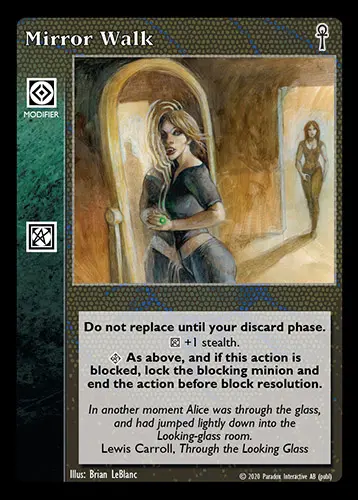 Mirror Walk
MODIFIER
Do not replace until your discard phase.
+1 stealth.
As above, and if this action is
blocked, lock the blocking minion and
end the action before block resolution.
In another moment Alice was through the glass,
and had jumped lightly down into the
Looking-glass room.
Lewis Carroll, Through the Looking Glass
Illus: Brian LeBlanc
© 2020 Paradox Interactive AB (publ)